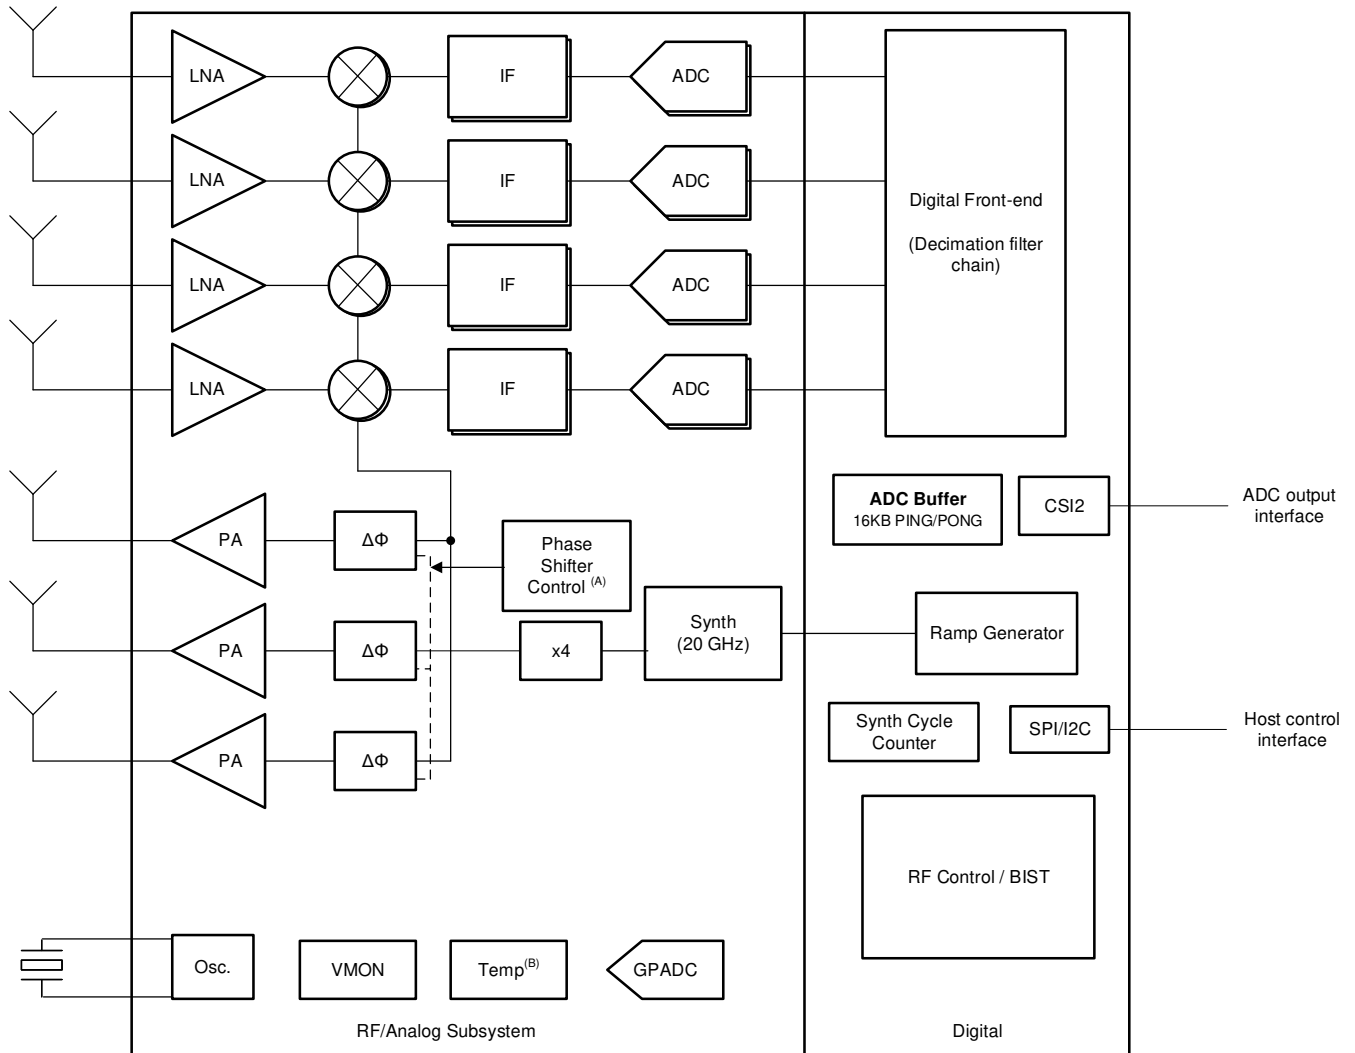 LNA
IF
ADC
LNA
IF
ADC
LNA
IF
ADC
LNA
IF
ADC
Digital Front-end
(Decimation filter
chain)
PA
ΔΦ
Phase
Shifter
Control (A)
ADC Buffer
16KB PING/PONG
CSI2
ADC output
interface
PA
ΔΦ
x4
Synth
(20 GHz)
Ramp Generator
PA
ΔΦ
Synth Cycle
Counter
SPI/I2C
Host control
interface
RF Control / BIST
Osc.
VMON
Temp(B)
GPADC
RF/Analog Subsystem
Digital